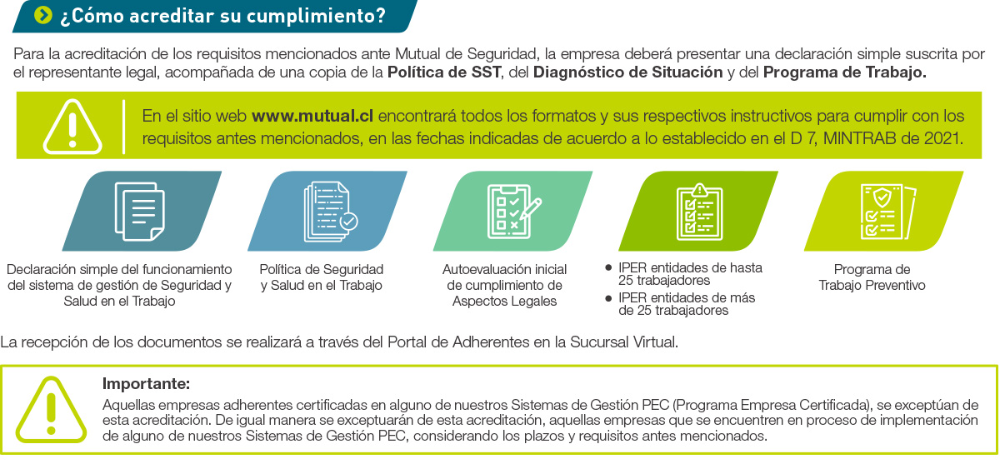 ¿Cómo acreditar su cumplimiento?
Para la acreditación de los requisitos mencionados ante Mutual de Seguridad, la empresa deberá presentar una declaración simple suscrita por
el representante legal, acompañada de una copia de la Política de SST, del Diagnóstico de Situación y del Programa de Trabajo.
En el sitio web www.mutual.cl encontrará todos los formatos y sus respectivos instructivos para cumplir con los
requisitos antes mencionados, en las fechas indicadas de acuerdo a lo establecido en el D 7, MINTRAB de 2021.
Declaración simple del funcionamiento
del sistema de gestión de Seguridad y
Salud en el Trabajo
Política de Seguridad
y Salud en el Trabajo
Autoevaluación inicial
de cumplimiento de
Aspectos Legales
● IPER entidades de hasta
25 trabajadores
● IPER entidades de más
de 25 trabajadores
Programa de
Trabajo Preventivo
La recepción de los documentos se realizará a través del Portal de Adherentes en la Sucursal Virtual.
Importante:
Aquellas empresas adherentes certificadas en alguno de nuestros Sistemas de Gestión PEC (Programa Empresa Certificada), se exceptúan de
esta acreditación. De igual manera se exceptuarán de esta acreditación, aquellas empresas que se encuentren en proceso de implementación
de alguno de nuestros Sistemas de Gestión PEC, considerando los plazos y requisitos antes mencionados.